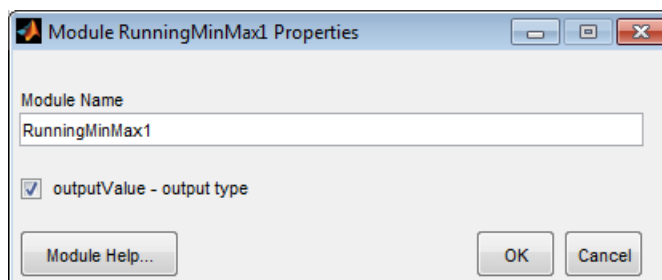 Module RunningMinMax1 Properties
Module Name
RunningMinMax1
outputValue - output type
Module Help... OK Cancel